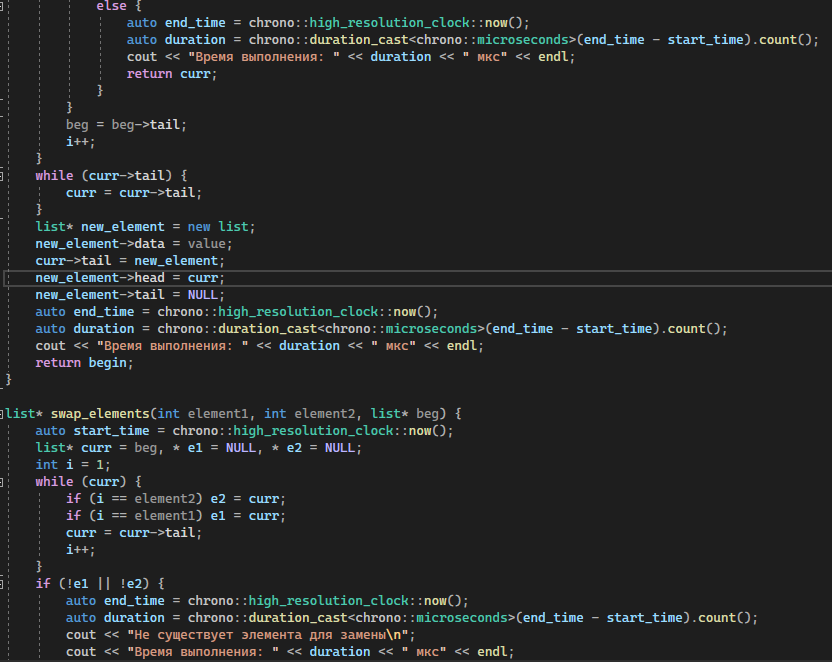 else {
auto end_time = chrono::high_resolution_clock::now();
auto duration = chrono::duration_cast<chrono::microseconds>(end_time - start_time).count();
cout << "Время выполнения: " << duration << " мкс" << endl;
return curr;
}
}
beg = beg->tail;
i++;
}
while (curr->tail) {
curr = curr->tail;
}
list* new_element = new list;
new_element->data = value;
curr->tail = new_element;
new_element->head = curr;
new_element->tail = NULL;
auto end_time = chrono::high_resolution_clock::now();
auto duration = chrono::duration_cast<chrono::microseconds>(end_time - start_time).count();
cout << "Время выполнения: " << duration << " мкс" << endl;
return begin;
}
list* swap_elements(int element1, int element2, list* beg) {
auto start_time = chrono::high_resolution_clock::now();
list* curr = beg, * e1 = NULL, * e2 = NULL;
int i = 1;
while (curr) {
if (i == element2) e2 = curr;
if (i == element1) e1 = curr;
curr = curr->tail;
i++;
}
if (!e1 || !e2) {
auto end_time = chrono::high_resolution_clock::now();
auto duration = chrono::duration_cast<chrono::microseconds>(end_time - start_time).count();
cout << "Не существует элемента для замены\n";
cout << "Время выполнения: " << duration << " мкс" << endl;